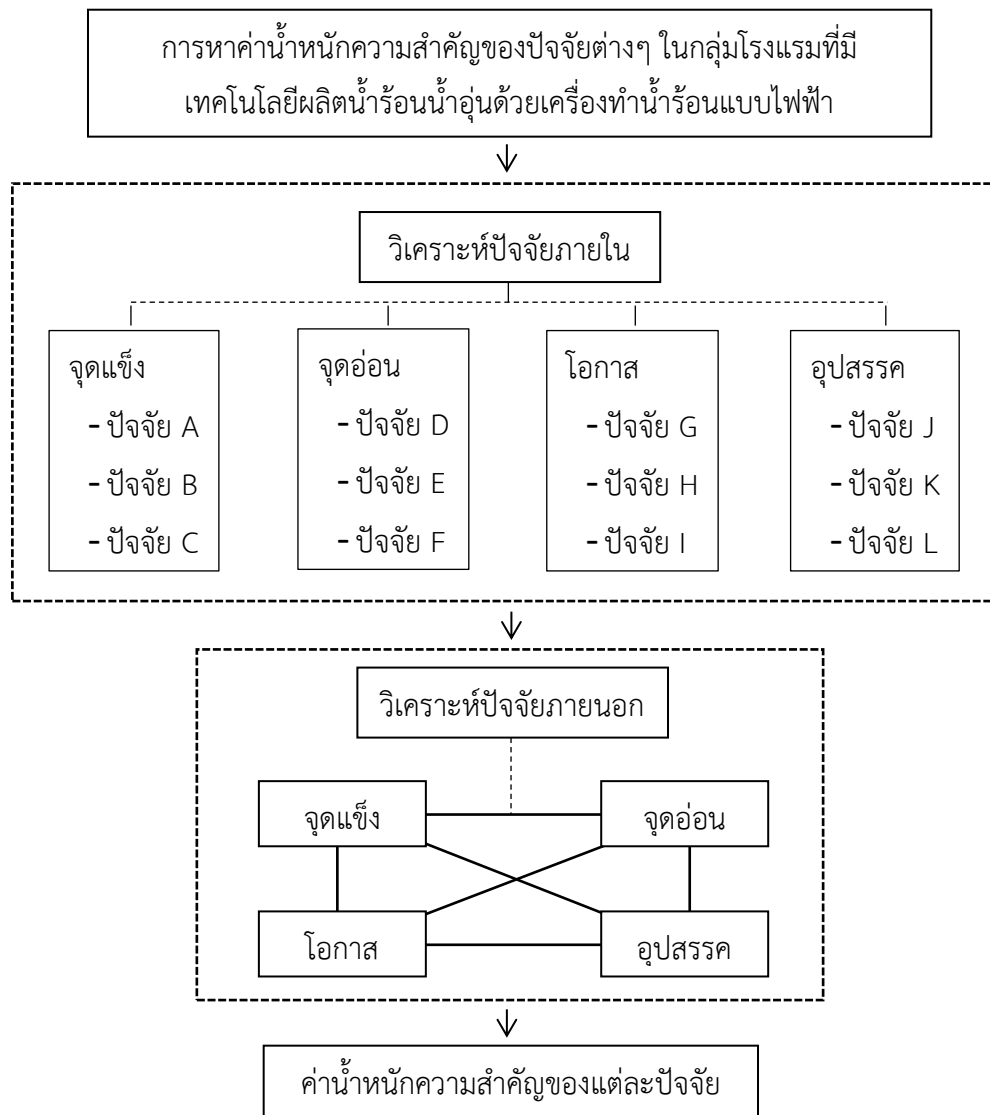 การหาค่าน้ำหนักความสำคัญของปัจจัยต่างๆ ในกลุ่มโรงแรมที่มี
เทคโนโลยีผลิตน้ำร้อนน้ำอุ่นด้วยเครื่องทำน้ำร้อนแบบไฟฟ้า
วิเคราะห์ปัจจัยภายใน
จุดแข็ง
- ปัจจัย A
- ปัจจัย B
- ปัจจัย C
จุดอ่อน
- ปัจจัย D
- ปัจจัย E
- ปัจจัย F
โอกาส
- ปัจจัย G
- ปัจจัย H
- ปัจจัย I
อุปสรรค
- ปัจจัย J
- ปัจจัย K
- ปัจจัย L
วิเคราะห์ปัจจัยภายนอก
จุดแข็ง
จุดอ่อน
โอกาส
อุปสรรค
ค่าน้ำหนักความสำคัญของแต่ละปัจจัย